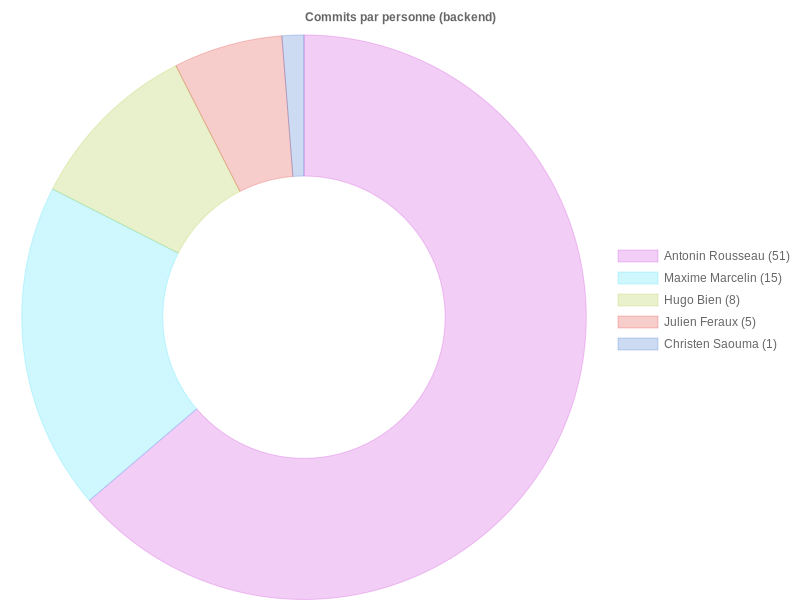 Commits par personne (backend)
Antonin Rousseau (51)
Maxime Marcelin (15)
Hugo Bien (8)
Julien Feraux (5)
Christen Saouma (1)